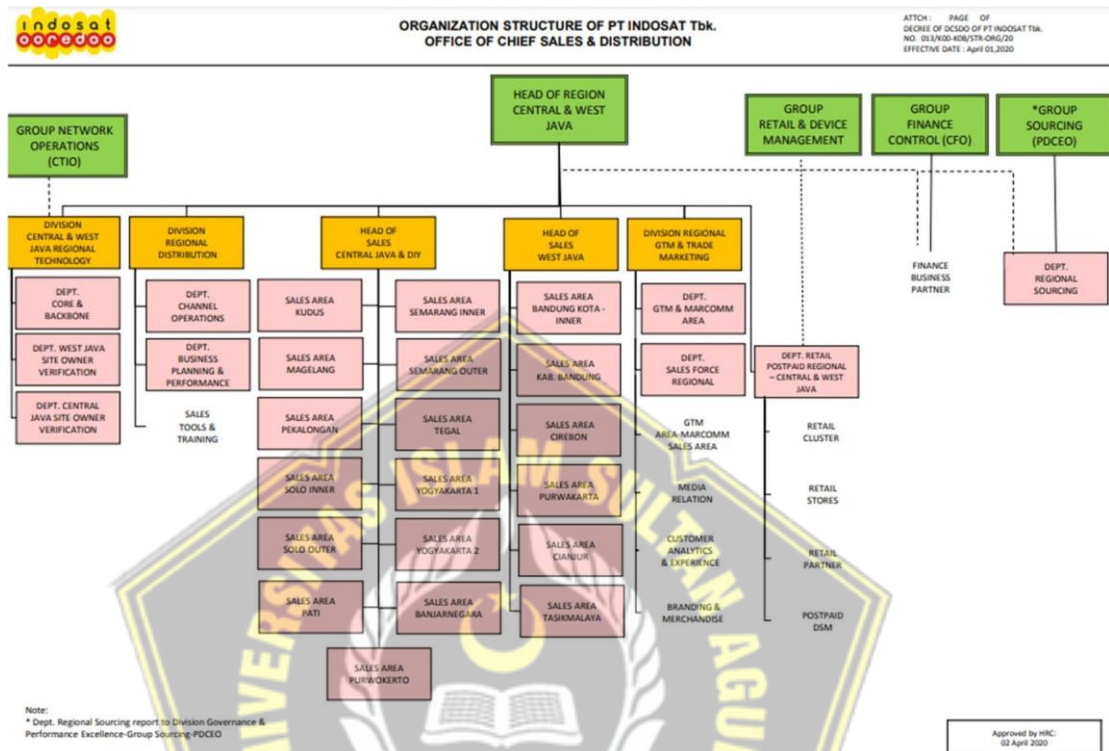 indosat
ooredoo
ORGANIZATION STRUCTURE OF PT INDOSAT Tbk.
OFFICE OF CHIEF SALES & DISTRIBUTION
ATTCH : PAGE OF
DECREE OF DCSDO OF PT INDOSAT Tbk.
NO. 013/K00-K0B/STR-ORG/20
EFFECTIVE DATE : April 01,2020
HEAD OF REGION
CENTRAL & WEST
JAVA
GROUP NETWORK
OPERATIONS
(CTIO)
GROUP
RETAIL & DEVICE
MANAGEMENT
GROUP
FINANCE
CONTROL (CFO)
*GROUP
SOURCING
(PDCEO)
DIVISION
CENTRAL & WEST
JAVA REGIONAL
TECHNOLOGY
DEPT.
CORE &
BACKBONE
DEPT. WEST JAVA
SITE OWNER
VERIFICATION
DEPT. CENTRAL
JAVA SITE OWNER
VERIFICATION
DIVISION
REGIONAL
DISTRIBUTION
DEPT.
CHANNEL
OPERATIONS
DEPT.
BUSINESS
PLANNING &
PERFORMANCE
SALES
TOOLS &
TRAINING
HEAD OF
SALES
CENTRAL JAVA & DIY
SALES AREA
KUDUS
SALES AREA
SEMARANG INNER
SALES AREA
MAGELANG
SALES AREA
SEMARANG OUTER
SALES AREA
PEKALONGAN
SALES AREA
TEGAL
SALES AREA
SOLO INNER
SALES AREA
YOGYAKARTA 1
SALES AREA
SOLO OUTER
SALES AREA
YOGYAKARTA 2
SALES AREA
PATI
SALES AREA
BANJARNEGARA
SALES AREA
PURWOKERTO
HEAD OF
SALES
WEST JAVA
SALES AREA
BANDUNG KOTA -
INNER
SALES AREA
KAB. BANDUNG
SALES AREA
CIREBON
SALES AREA
PURWAKARTA
SALES AREA
CIANJUR
SALES AREA
TASIKMALAYA
DIVISION REGIONAL
GTM & TRADE
MARKETING
DEPT.
GTM & MARCOMM
AREA
DEPT.
SALES FORCE
REGIONAL
GTM
AREA-MARCOMM
SALES AREA
MEDIA
RELATION
CUSTOMER
ANALYTICS
& EXPERIENCE
BRANDING &
MERCHANDISE
DEPT. RETAIL
POSTPAID REGIONAL
– CENTRAL & WEST
JAVA
RETAIL
CLUSTER
RETAIL
STORES
RETAIL
PARTNER
POSTPAID
DSM
FINANCE
BUSINESS
PARTNER
DEPT.
REGIONAL
SOURCING
UNIVERSITAS ISLAM SULTAN AGUN
Note:
* Dept. Regional Sourcing report to Division Governance &
Performance Excellence-Group Sourcing-PDCEO
Approved by HRC:
02 April 2020